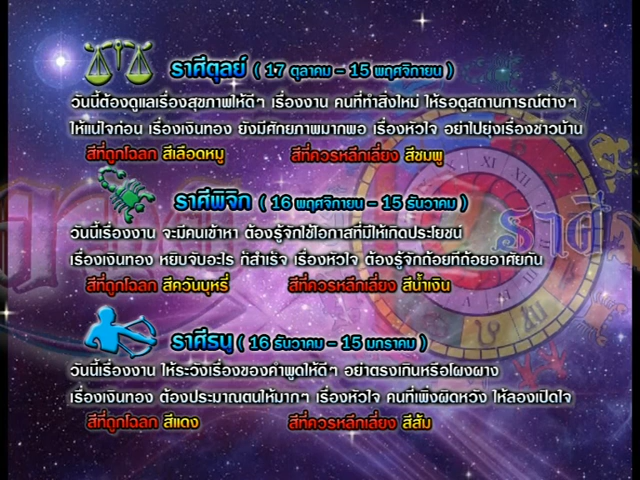 ราศีตุลย์ ( 17 ตุลาคม - 15 พฤศจิกายน )
วันนี้ต้องดูแลเรื่องสุขภาพให้ดีๆ เรื่องงาน คนที่ทำสิ่งใหม่ ให้รอดูสถานการณ์ต่างๆ
ให้แน่ใจก่อน เรื่องเงินทอง ยังมีศักยภาพมากพอ เรื่องหัวใจ อย่าไปยุ่งเรื่องชาวบ้าน
สีที่ถูกโฉลก สีเลือดหมู สีที่ควรหลีกเลี่ยง สีชมพู
ราศีพิจิก ( 16 พฤศจิกายน - 15 ธันวาคม )
วันนี้เรื่องงาน จะมีคนเข้าหา ต้องรู้จักใช้โอกาสที่มีให้เกิดประโยชน์
เรื่องเงินทอง หยิบจับอะไร ก็สำเร็จ เรื่องหัวใจ ต้องรู้จักถ้อยทีถ้อยอาศัยกัน
สีที่ถูกโฉลก สีควันบุหรี่ สีที่ควรหลีกเลี่ยง สีน้ำเงิน
ราศีธนู ( 16 ธันวาคม - 15 มกราคม )
วันนี้เรื่องงาน ให้ระวังเรื่องของคำพูดให้ดีๆ อย่าตรงเกินหรือโผงผาง
เรื่องเงินทอง ต้องประมาณตนให้มากๆ เรื่องหัวใจ คนที่เพิ่งผิดหวัง ให้ลองเปิดใจ
สีที่ถูกโฉลก สีแดง สีที่ควรหลีกเลี่ยง สีส้ม